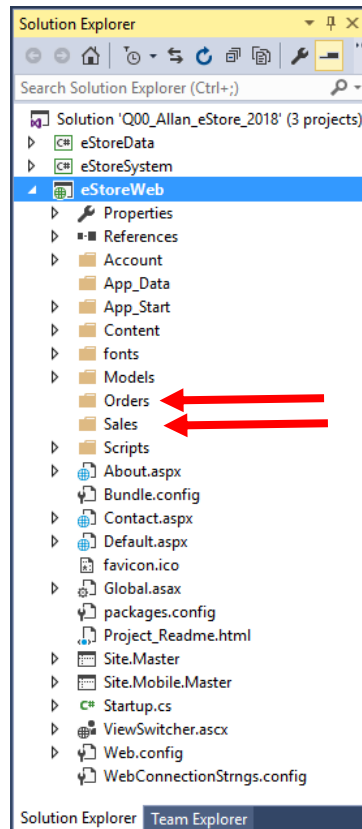 Solution Explorer
Search Solution Explorer (Ctrl+;)
Solution 'Q00_Allan_eStore_2018' (3 projects)
C# eStoreData
C# eStoreSystem
eStoreWeb
Properties
References
Account
App_Data
App_Start
Content
fonts
Models
Orders
Sales
Scripts
About.aspx
Bundle.config
Contact.aspx
Default.aspx
favicon.ico
Global.asax
packages.config
Project_Readme.html
Site.Master
Site.Mobile.Master
C# Startup.cs
ViewSwitcher.ascx
Web.config
WebConnectionStrngs.config
Solution Explorer Team Explorer